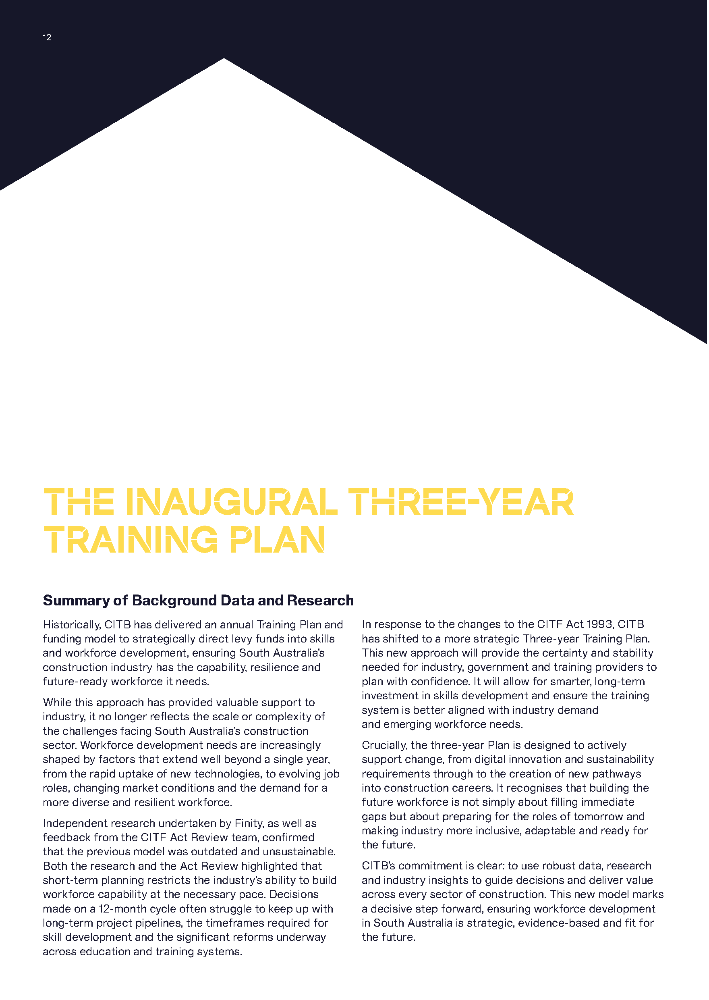 12
THE INAUGURAL THREE-YEAR
TRAINING PLAN
Summary of Background Data and Research
Historically, CITB has delivered an annual Training Plan and
funding model to strategically direct levy funds into skills
and workforce development, ensuring South Australia’s
construction industry has the capability, resilience and
future-ready workforce it needs.
While this approach has provided valuable support to
industry, it no longer reflects the scale or complexity of
the challenges facing South Australia’s construction
sector. Workforce development needs are increasingly
shaped by factors that extend well beyond a single year,
from the rapid uptake of new technologies, to evolving job
roles, changing market conditions and the demand for a
more diverse and resilient workforce.
Independent research undertaken by Finity, as well as
feedback from the CITF Act Review team, confirmed
that the previous model was outdated and unsustainable.
Both the research and the Act Review highlighted that
short-term planning restricts the industry’s ability to build
workforce capability at the necessary pace. Decisions
made on a 12-month cycle often struggle to keep up with
long-term project pipelines, the timeframes required for
skill development and the significant reforms underway
across education and training systems.
In response to the changes to the CITF Act 1993, CITB
has shifted to a more strategic Three-year Training Plan.
This new approach will provide the certainty and stability
needed for industry, government and training providers to
plan with confidence. It will allow for smarter, long-term
investment in skills development and ensure the training
system is better aligned with industry demand
and emerging workforce needs.
Crucially, the three-year Plan is designed to actively
support change, from digital innovation and sustainability
requirements through to the creation of new pathways
into construction careers. It recognises that building the
future workforce is not simply about filling immediate
gaps but about preparing for the roles of tomorrow and
making industry more inclusive, adaptable and ready for
the future.
CITB’s commitment is clear: to use robust data, research
and industry insights to guide decisions and deliver value
across every sector of construction. This new model marks
a decisive step forward, ensuring workforce development
in South Australia is strategic, evidence-based and fit for
the future.